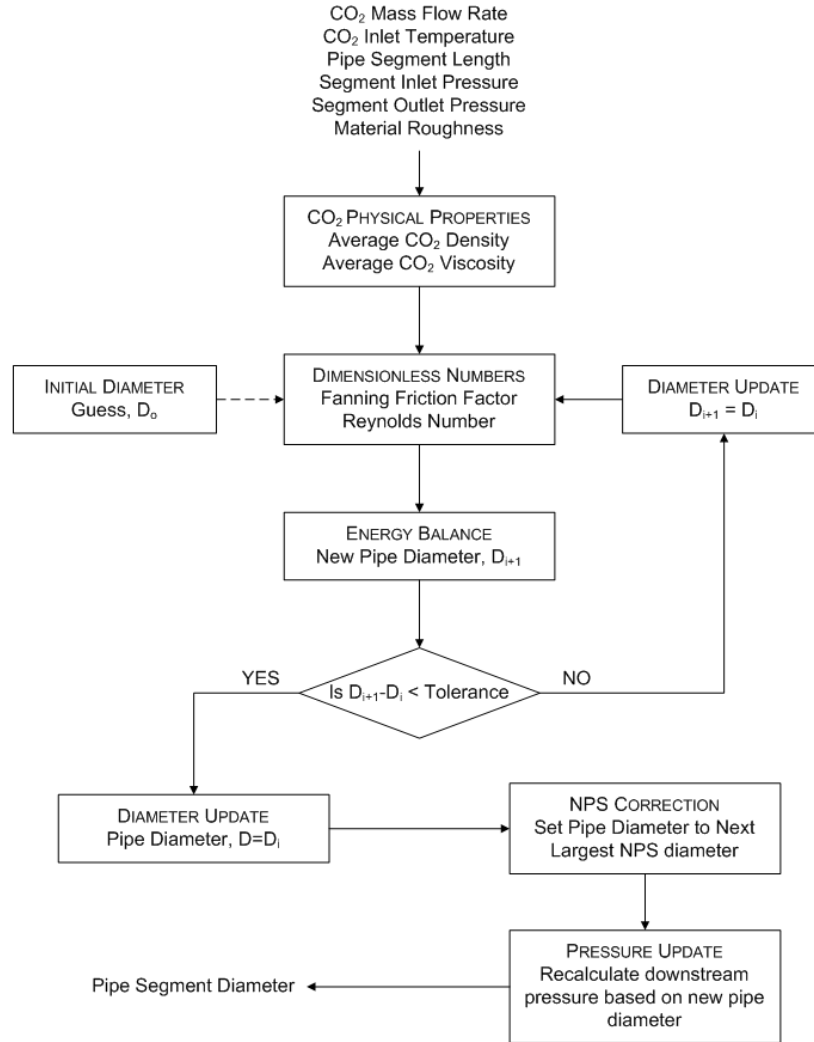 CO₂ Mass Flow Rate
CO₂ Inlet Temperature
Pipe Segment Length
Segment Inlet Pressure
Segment Outlet Pressure
Material Roughness
CO₂ PHYSICAL PROPERTIES
Average CO₂ Density
Average CO₂ Viscosity
INITIAL DIAMETER
Guess, Dₒ
DIMENSIONLESS NUMBERS
Fanning Friction Factor
Reynolds Number
DIAMETER UPDATE
Dᵢ₊₁ = Dᵢ
ENERGY BALANCE
New Pipe Diameter, Dᵢ₊₁
YES
Is Dᵢ₊₁-Dᵢ < Tolerance
NO
DIAMETER UPDATE
Pipe Diameter, D=Dᵢ
NPS CORRECTION
Set Pipe Diameter to Next
Largest NPS diameter
PRESSURE UPDATE
Recalculate downstream
pressure based on new pipe
diameter
Pipe Segment Diameter